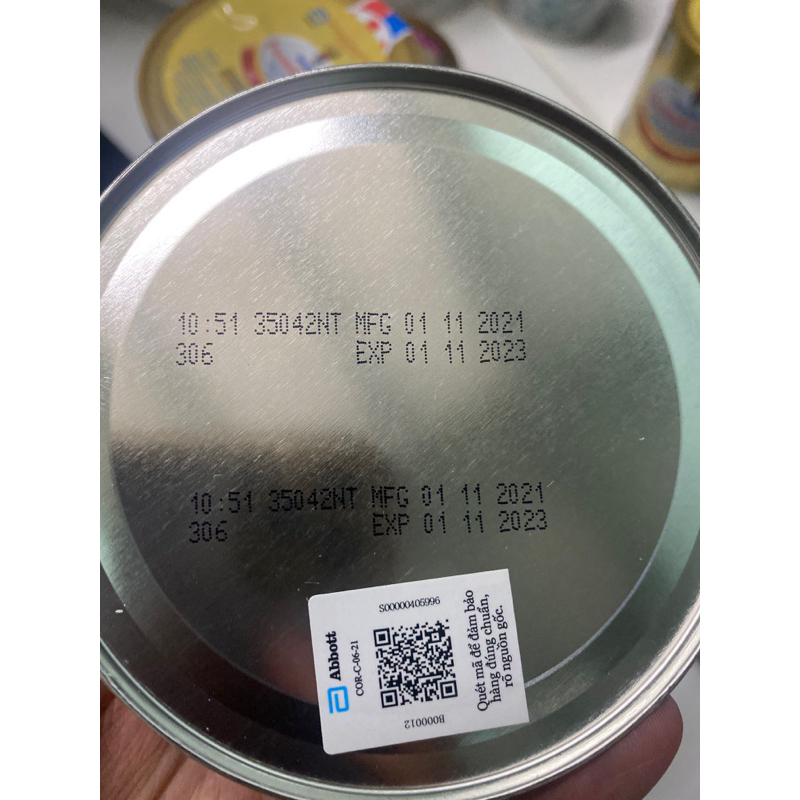 10:51 35042NT MFG 01 11 2021
306 EXP 01 11 2023
10:51 35042NT MFG 01 11 2021
306 EXP 01 11 2023
Abbott
COR-C-06-21
S00000405996
B000012
Quét mã để đảm bảo
hàng đúng chuẩn,
rõ nguồn gốc.